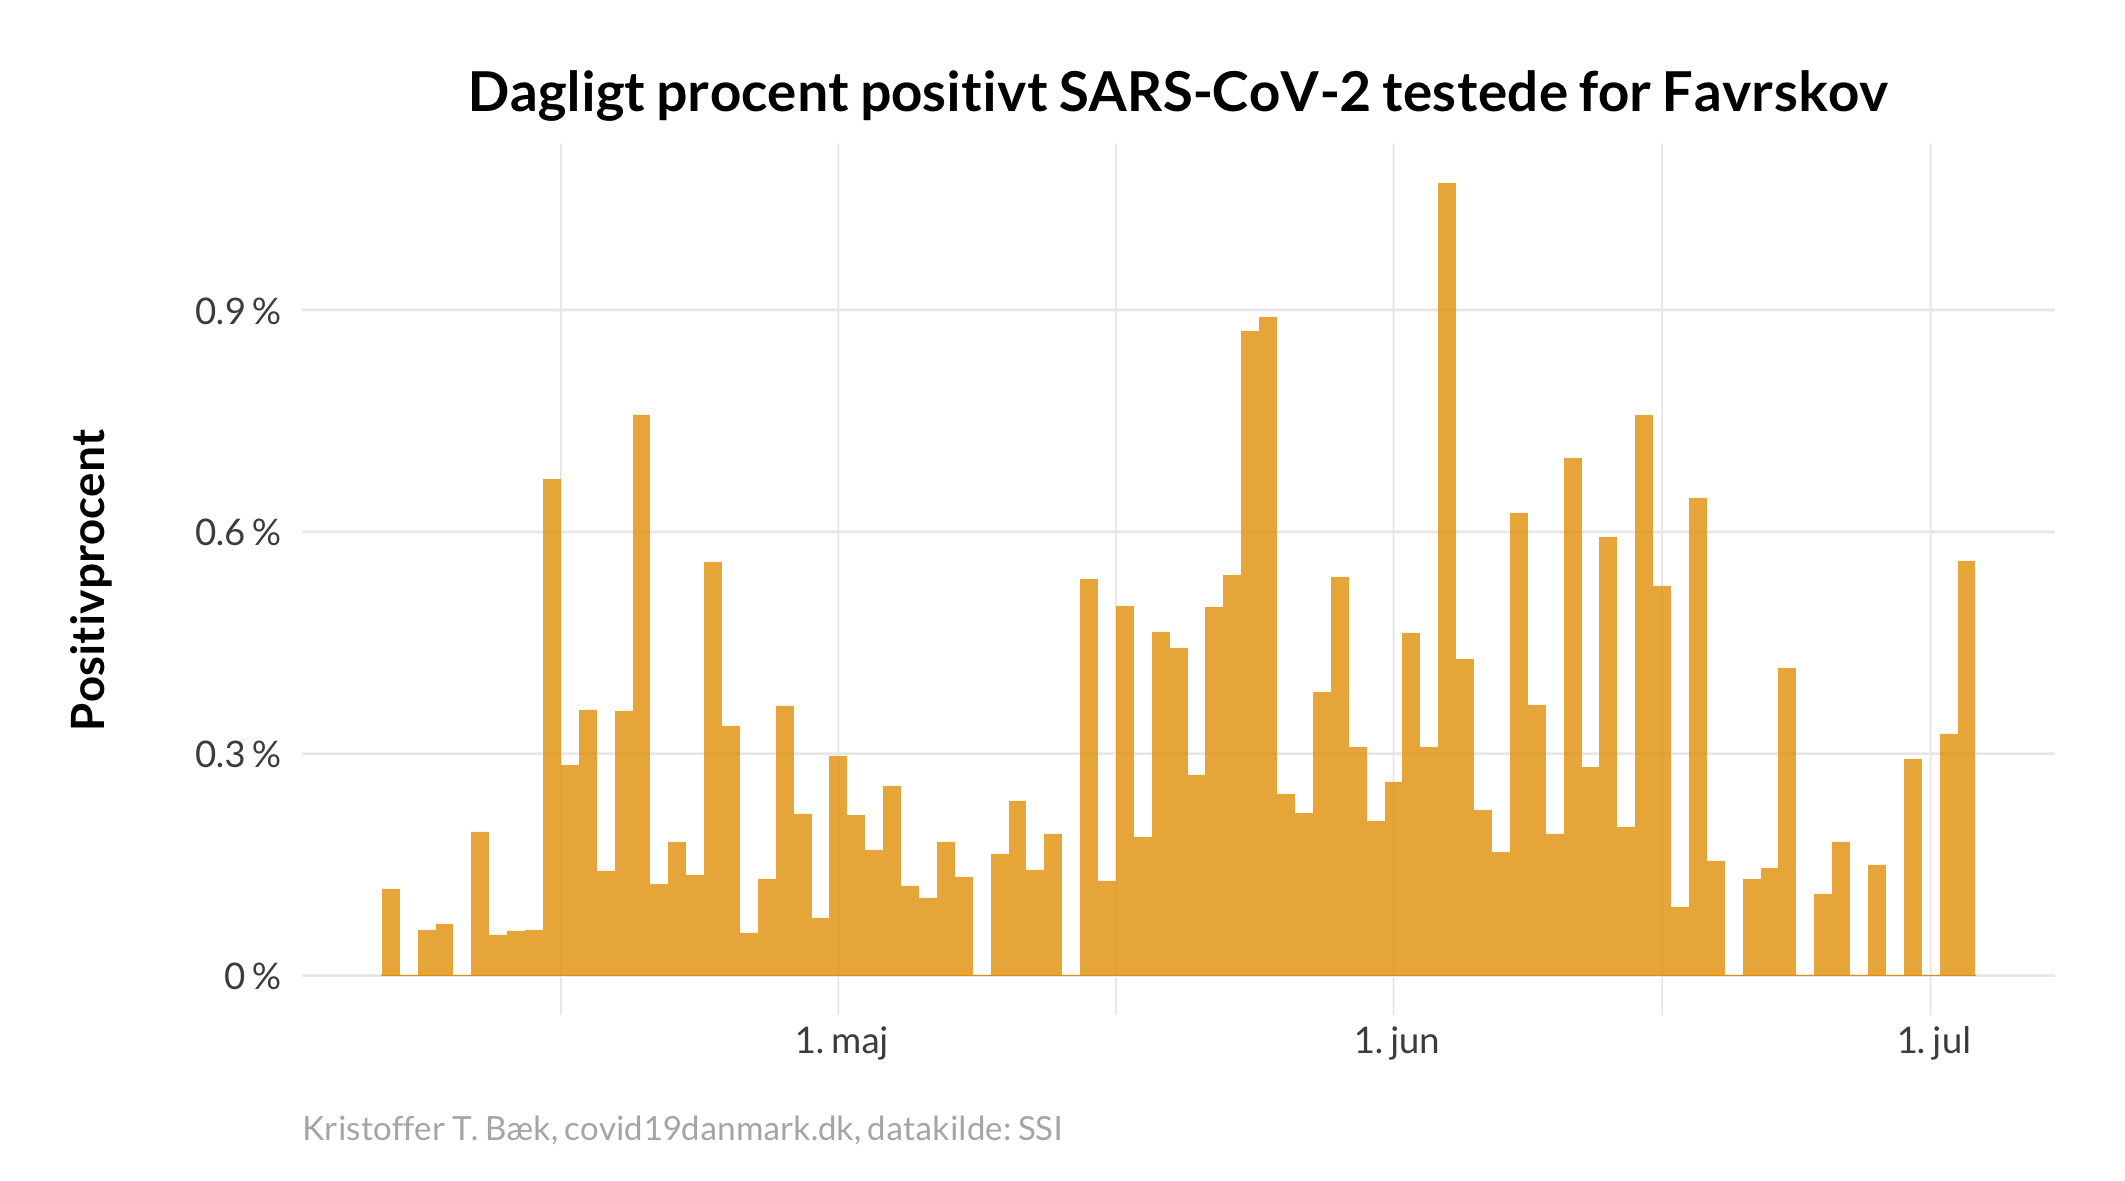 Dagligt procent positivt SARS-CoV-2 testede for Favrskov
Positivprocent
0.9 %
0.6 %
0.3 %
0 %
1. maj
1. jun
1. jul
Kristoffer T. Bæk, covid19danmark.dk, datakilde: SSI